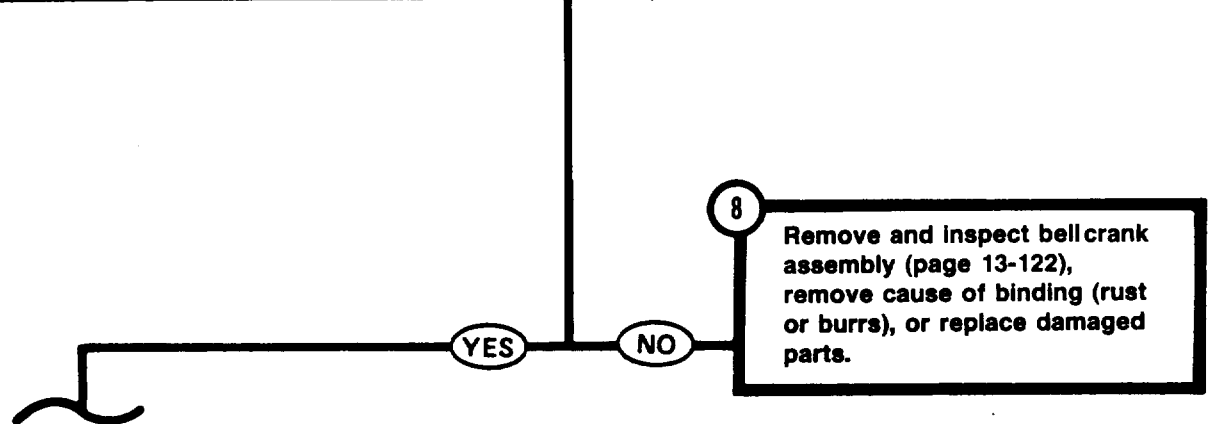 8
Remove and inspect bellcrank
assembly (page 13-122),
remove cause of binding (rust
or burrs), or replace damaged
parts.
YES
NO